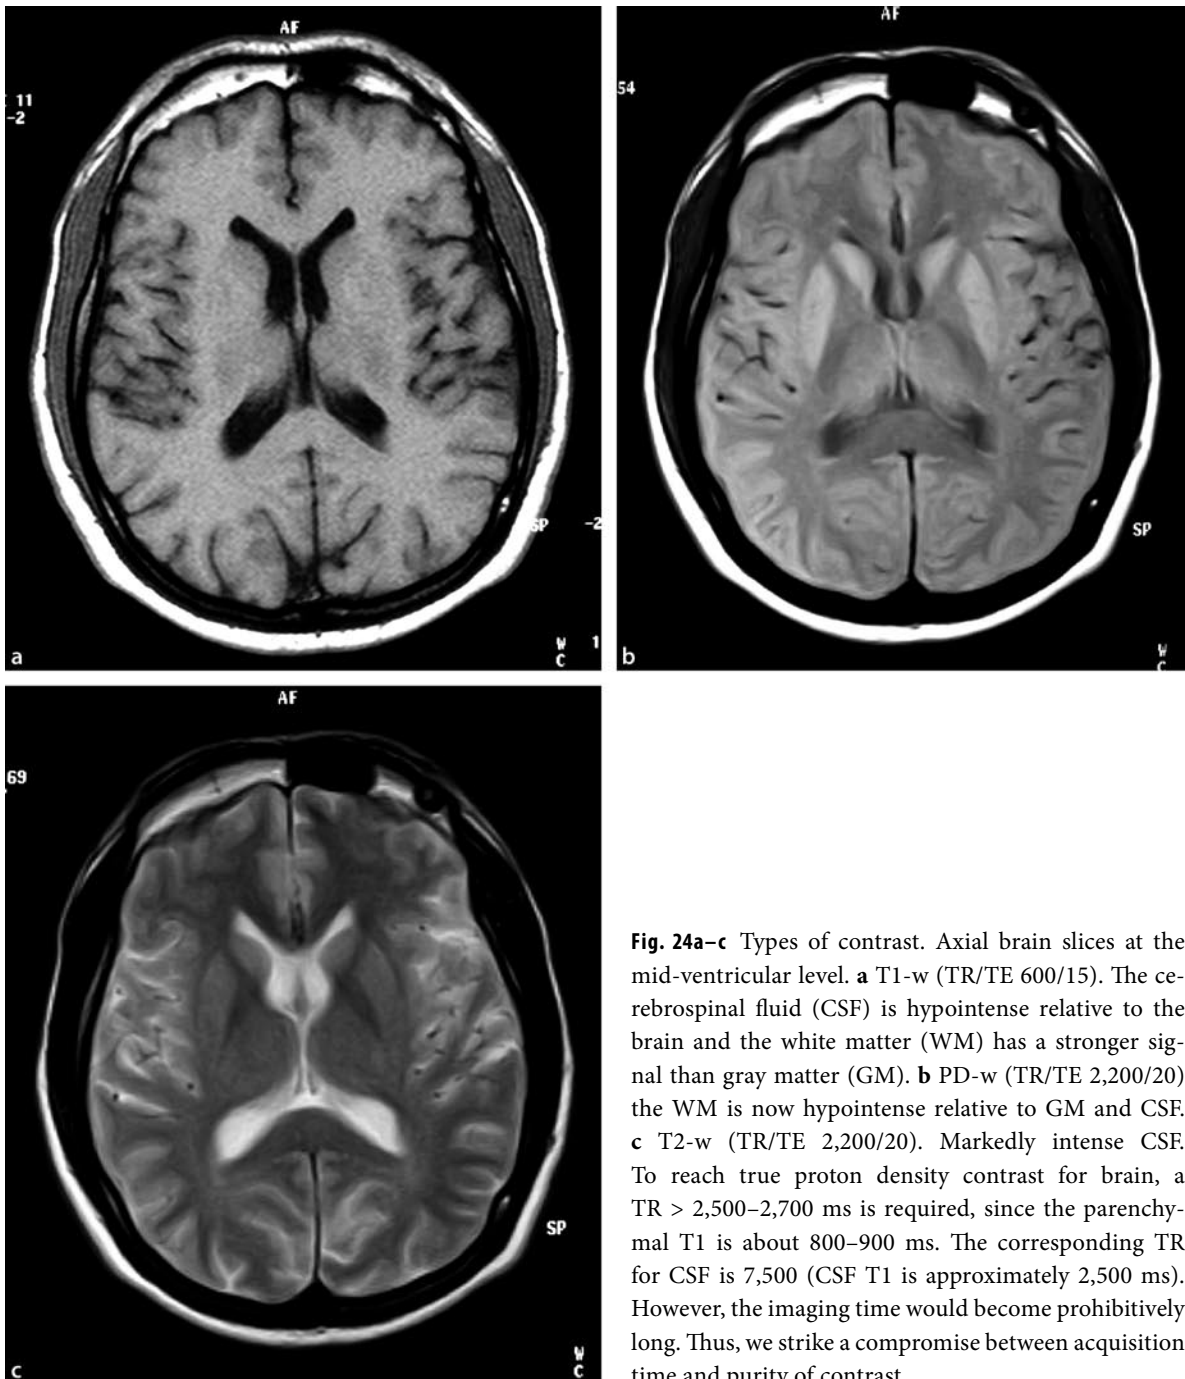 AF
: 11
-2
SP
-2
W 1
C
a
AF
54
SP
W
C
b
AF
69
SP
W
C
c
Fig. 24a–c Types of contrast. Axial brain slices at the
mid-ventricular level. a T1-w (TR/TE 600/15). The ce-
rebrospinal fluid (CSF) is hypointense relative to the
brain and the white matter (WM) has a stronger sig-
nal than gray matter (GM). b PD-w (TR/TE 2,200/20)
the WM is now hypointense relative to GM and CSF.
c T2-w (TR/TE 2,200/20). Markedly intense CSF.
To reach true proton density contrast for brain, a
TR > 2,500–2,700 ms is required, since the parenchy-
mal T1 is about 800–900 ms. The corresponding TR
for CSF is 7,500 (CSF T1 is approximately 2,500 ms).
However, the imaging time would become prohibitively
long. Thus, we strike a compromise between acquisition
time and purity of contrast